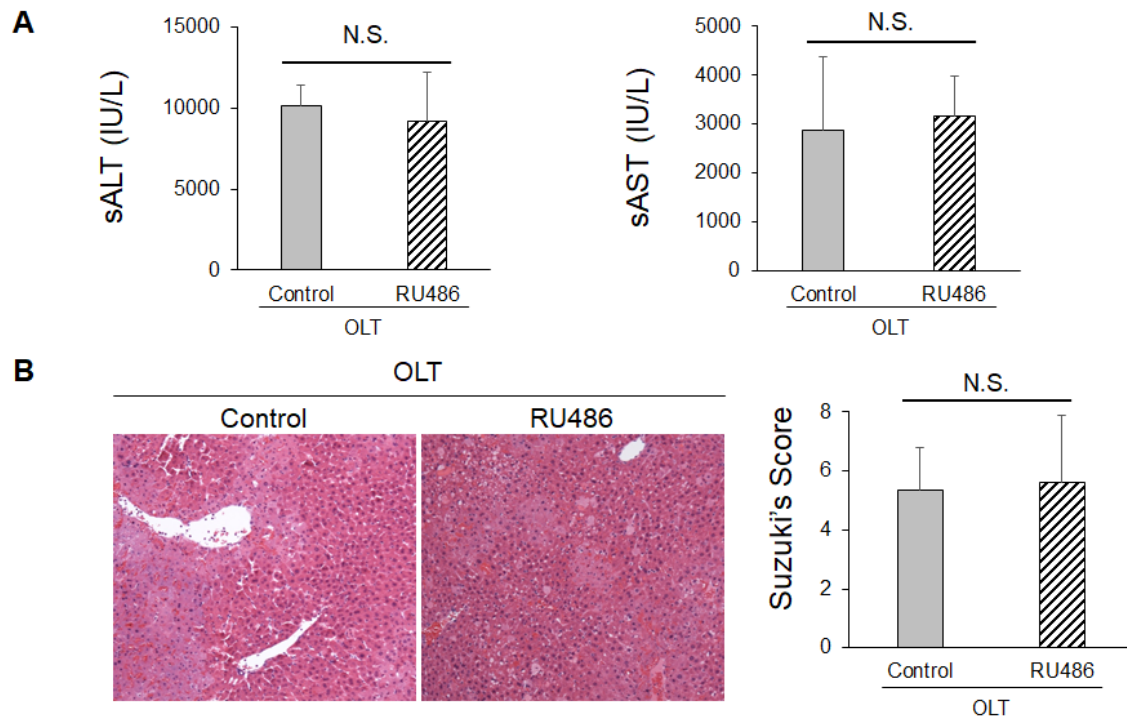 A
N.S.
15000
10000
5000
0
sALT (IU/L)
Control RU486
OLT
N.S.
5000
4000
3000
2000
1000
0
sAST (IU/L)
Control RU486
OLT
B
OLT
Control RU486
N.S.
8
6
4
2
0
Suzuki's Score
Control RU486
OLT